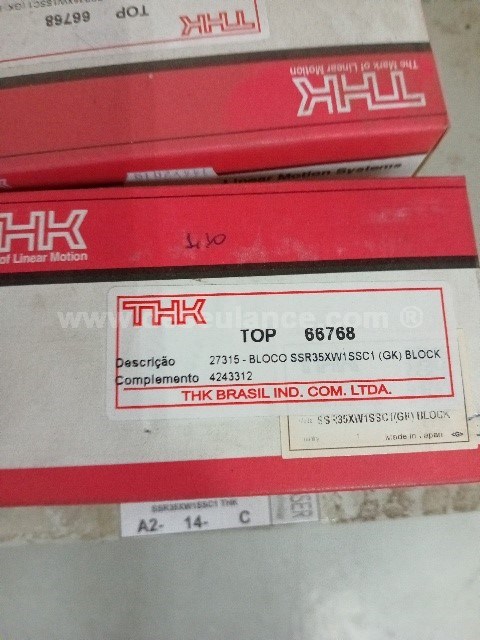 SSR35XW1SSC1 (GK)
TOP 66768
THK
The Mark of Linear Motion
Linear Motion Systems
THK
of Linear Motion
THK
TOP 66768
Descrição 27315 - BLOCO SSR35XW1SSC1 (GK) BLOCK
Complemento 4243312
THK BRASIL IND. COM. LTDA.
SSR35XW1SSC1(GK) BLOCK
Made in Japan
SSR35XW1SSC1 THK
A2- 14- C